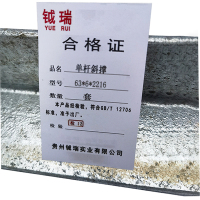 钺瑞
YUE RUI
合格证
品名: 单杆斜撑
型号: 63*6*2216
数量: 套
本产品经检验, 符合GB/T 12706
标准, 准予出厂。
检验:
贵州钺瑞实业有限公司